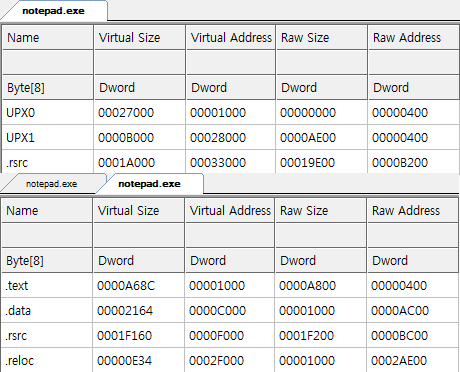 notepad.exe
Name Virtual Size Virtual Address Raw Size Raw Address
Byte[8] Dword Dword Dword Dword
UPX0 00027000 00001000 00000000 00000400
UPX1 0000B000 00028000 0000AE00 00000400
.rsrc 0001A000 00033000 00019E00 0000B200
notepad.exe notepad.exe
Name Virtual Size Virtual Address Raw Size Raw Address
Byte[8] Dword Dword Dword Dword
.text 0000A68C 00001000 0000A800 00000400
.data 00002164 0000C000 00001000 0000AC00
.rsrc 0001F160 0000F000 0001F200 0000BC00
.reloc 00000E34 0002F000 00001000 0002AE00